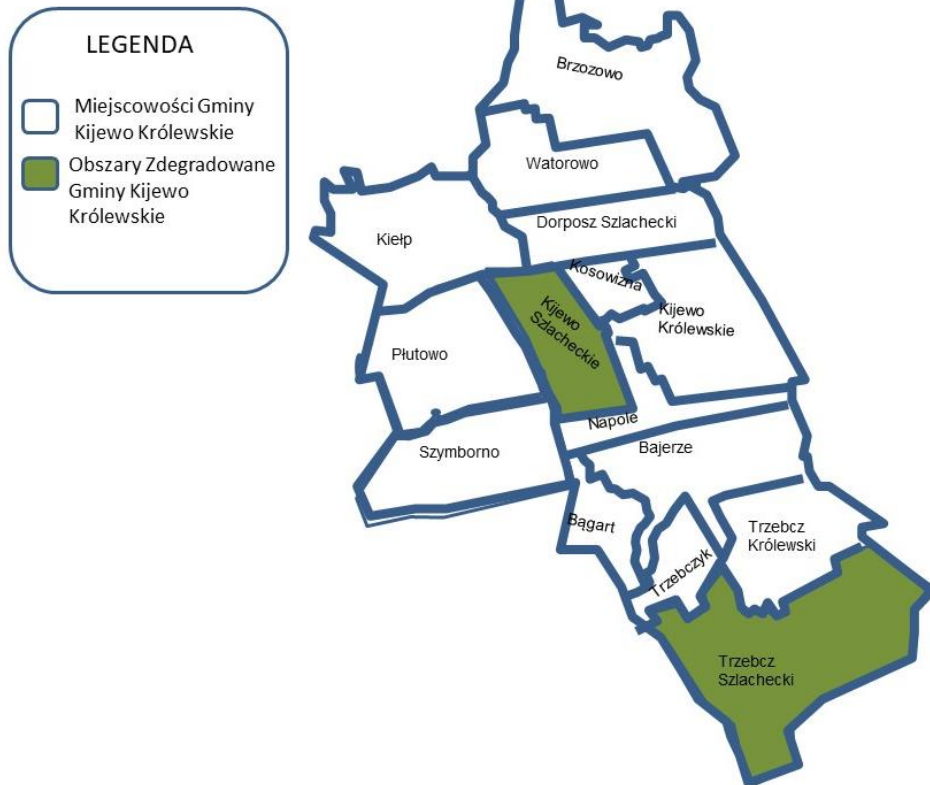 LEGENDA
Miejscowości Gminy
Kijewo Królewskie
Obszary Zdegradowane
Gminy Kijewo
Królewskie
Brzozowo
Watorowo
Dorposz Szlachecki
Kiełp
Kosowizna
Kijewo
Szlacheckie
Kijewo
Królewskie
Płutowo
Napole
Szymborno
Bajerze
Bągart
Trzebcz
Królewski
Trzebczyk
Trzebcz
Szlachecki